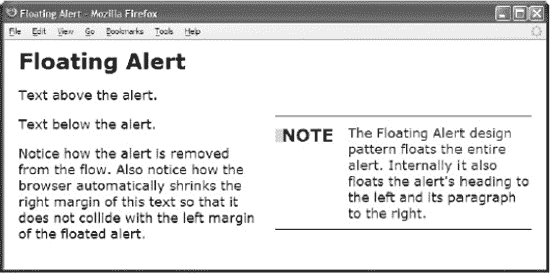 Floating Alert - Mozilla Firefox
File Edit View Go Bookmarks Tools Help
Floating Alert
Text above the alert.
Text below the alert.
Notice how the alert is removed
from the flow. Also notice how the
browser automatically shrinks the
right margin of this text so that it
does not collide with the left margin
of the floated alert.
NOTE
The Floating Alert design
pattern floats the entire
alert. Internally it also
floats the alert's heading to
the left and its paragraph
to the right.